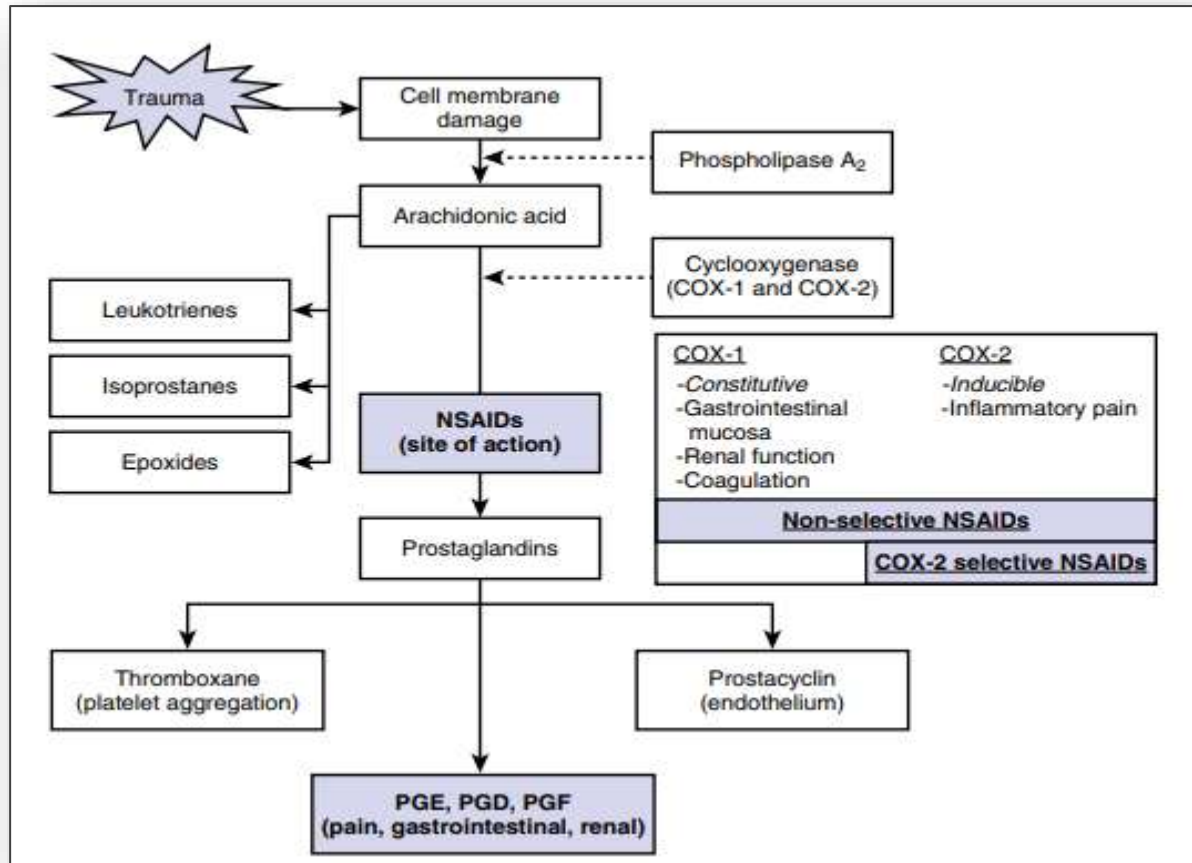 Trauma
Cell membrane
damage
Phospholipase A₂
Arachidonic acid
Cyclooxygenase
(COX-1 and COX-2)
Leukotrienes
Isoprostanes
Epoxides
NSAIDs
(site of action)
COX-1
-Constitutive
-Gastrointestinal
mucosa
-Renal function
-Coagulation
COX-2
-Inducible
-Inflammatory pain
Non-selective NSAIDs
COX-2 selective NSAIDs
Prostaglandins
Thromboxane
(platelet aggregation)
Prostacyclin
(endothelium)
PGE, PGD, PGF
(pain, gastrointestinal, renal)